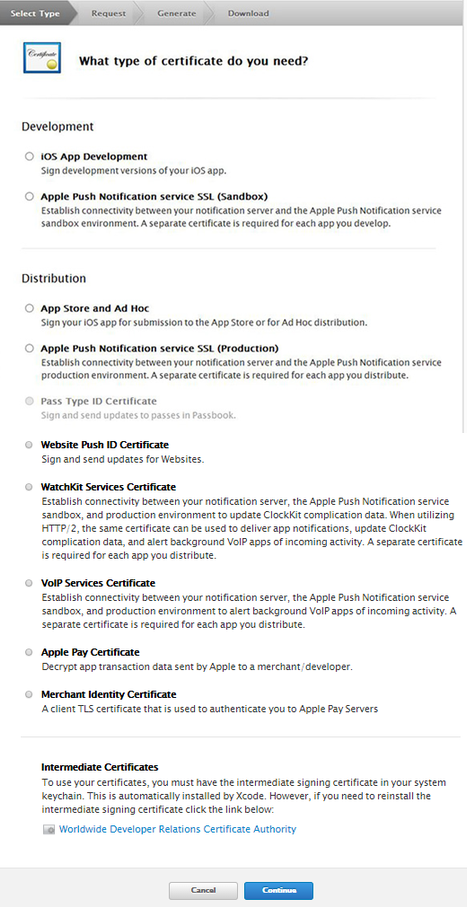 Select Type Request Generate Download
Certificate
What type of certificate do you need?
Development
iOS App Development
Sign development versions of your iOS app.
Apple Push Notification service SSL (Sandbox)
Establish connectivity between your notification server and the Apple Push Notification service
sandbox environment. A separate certificate is required for each app you develop.
Distribution
App Store and Ad Hoc
Sign your iOS app for submission to the App Store or for Ad Hoc distribution.
Apple Push Notification service SSL (Production)
Establish connectivity between your notification server and the Apple Push Notification service
production environment. A separate certificate is required for each app you distribute.
Pass Type ID Certificate
Sign and send updates to passes in Passbook.
Website Push ID Certificate
Sign and send updates for Websites.
WatchKit Services Certificate
Establish connectivity between your notification server, the Apple Push Notification service
sandbox, and production environment to update ClockKit complication data. When utilizing
HTTP/2, the same certificate can be used to deliver app notifications, update ClockKit
complication data, and alert background VoIP apps of incoming activity. A separate certificate
is required for each app you distribute.
VoIP Services Certificate
Establish connectivity between your notification server, the Apple Push Notification service
sandbox, and production environment to alert background VoIP apps of incoming activity. A
separate certificate is required for each app you distribute.
Apple Pay Certificate
Decrypt app transaction data sent by Apple to a merchant/developer.
Merchant Identity Certificate
A client TLS certificate that is used to authenticate you to Apple Pay Servers
Intermediate Certificates
To use your certificates, you must have the intermediate signing certificate in your system
keychain. This is automatically installed by Xcode. However, if you need to reinstall the
intermediate signing certificate click the link below:
Worldwide Developer Relations Certificate Authority
Cancel Continue